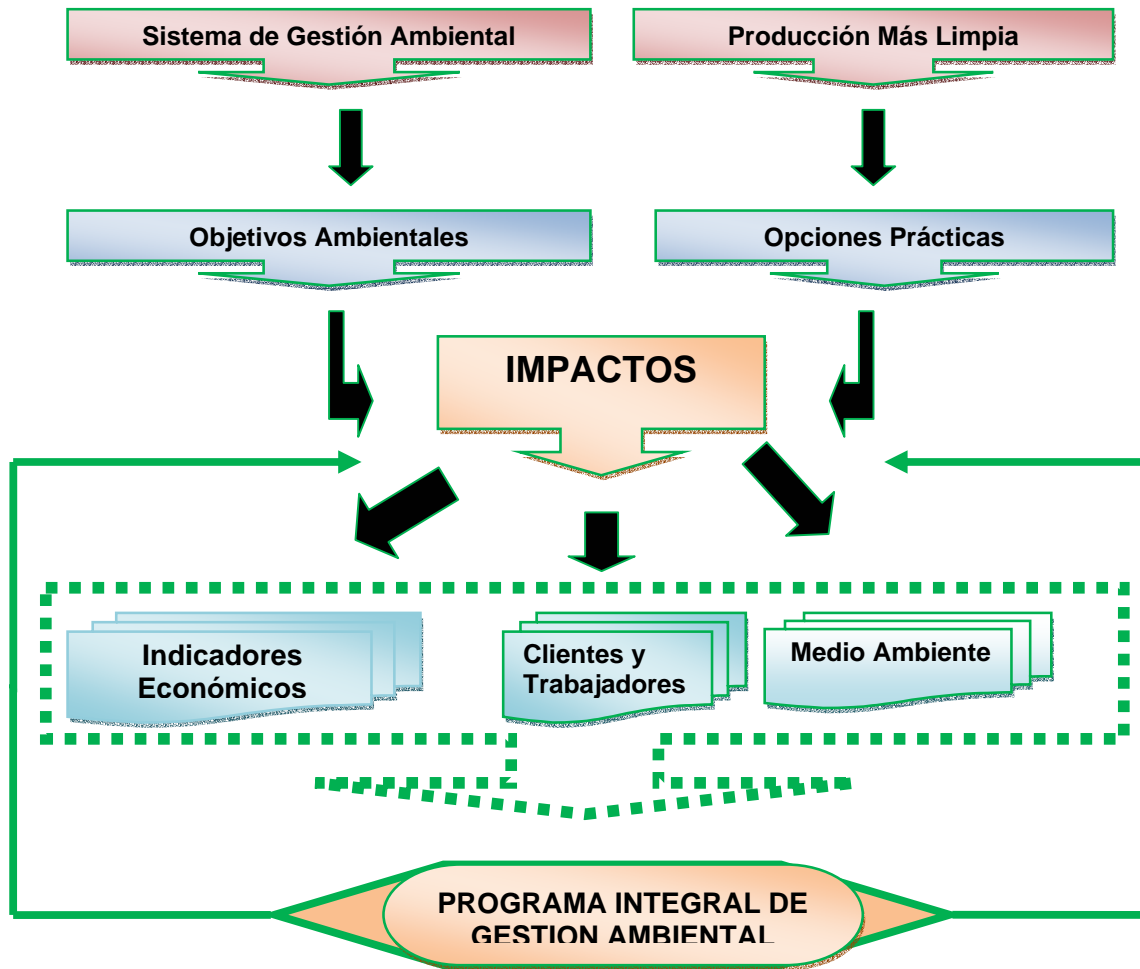 Sistema de Gestión Ambiental
Producción Más Limpia
Objetivos Ambientales
Opciones Prácticas
IMPACTOS
Indicadores
Económicos
Clientes y
Trabajadores
Medio Ambiente
PROGRAMA INTEGRAL DE
GESTION AMBIENTAL